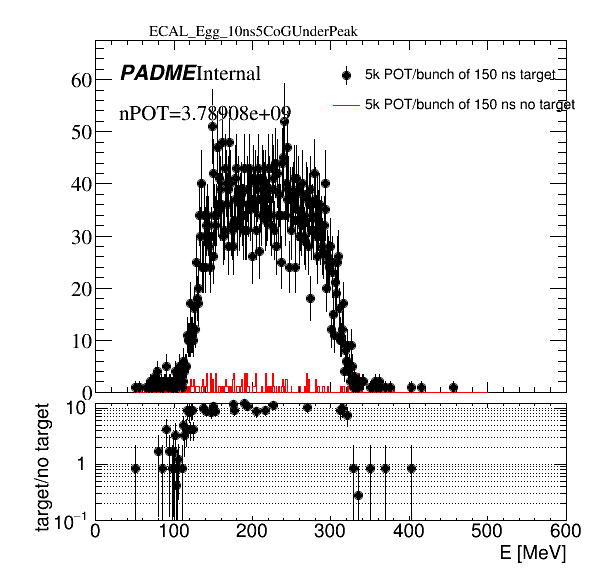 ECAL_Egg_10ns5CoGUnderPeak
PADME Internal
nPOT=3.78908e+09
5k POT/bunch of 150 ns target
5k POT/bunch of 150 ns no target
60
50
40
30
20
10
0
target/no target
10
1
10⁻¹
0 100 200 300 400 500 600
E [MeV]